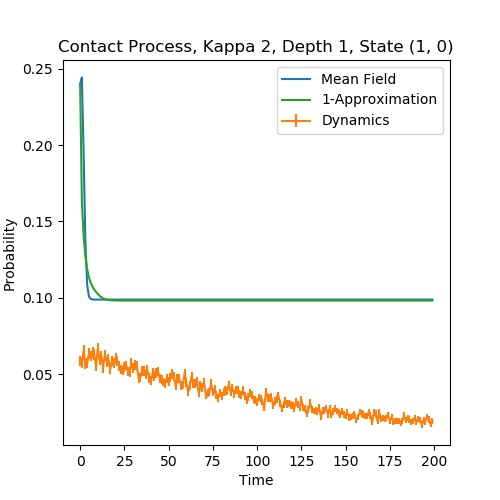 Contact Process, Kappa 2, Depth 1, State (1, 0)
Mean Field
1-Approximation
Dynamics
Probability
0.25
0.20
0.15
0.10
0.05
0 25 50 75 100 125 150 175 200
Time